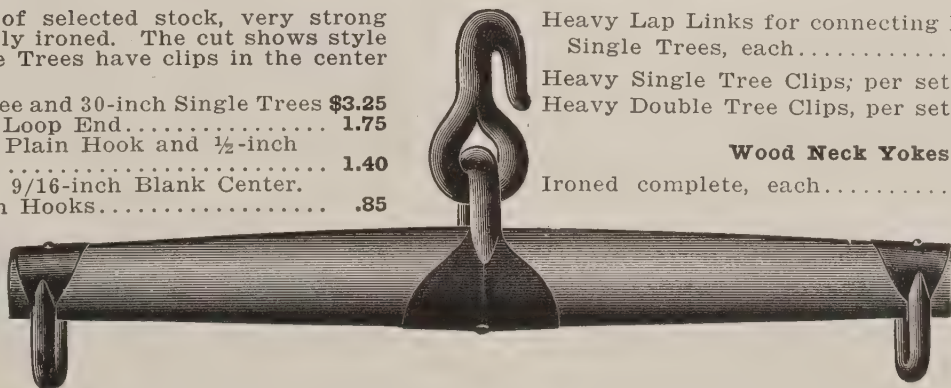 of selected stock, very strong
ly ironed. The cut shows style
e Trees have clips in the center
ee and 30-inch Single Trees $3.25
Loop End................ 1.75
Plain Hook and ½-inch
...................... 1.40
9/16-inch Blank Center.
n Hooks................. .85
Heavy Lap Links for connecting
Single Trees, each...........
Heavy Single Tree Clips; per set
Heavy Double Tree Clips, per set
Wood Neck Yokes
Ironed complete, each..........